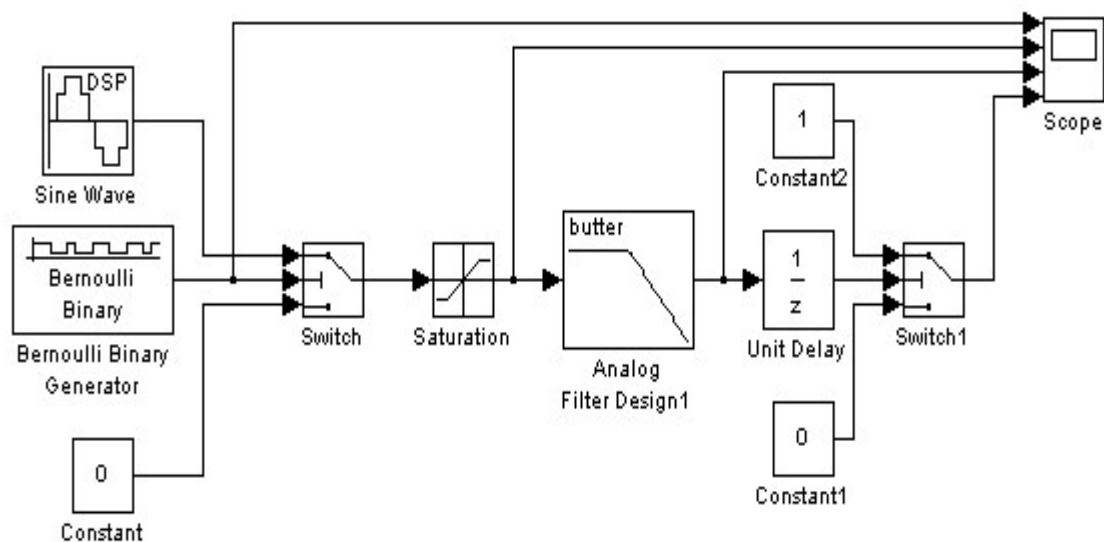 DSP
Sine Wave
Bernoulli
Binary
Bernoulli Binary
Generator
0
Constant
Switch
Saturation
butter
Analog
Filter Design1
1
Constant2
1
z
Unit Delay
0
Constant1
Switch1
Scope